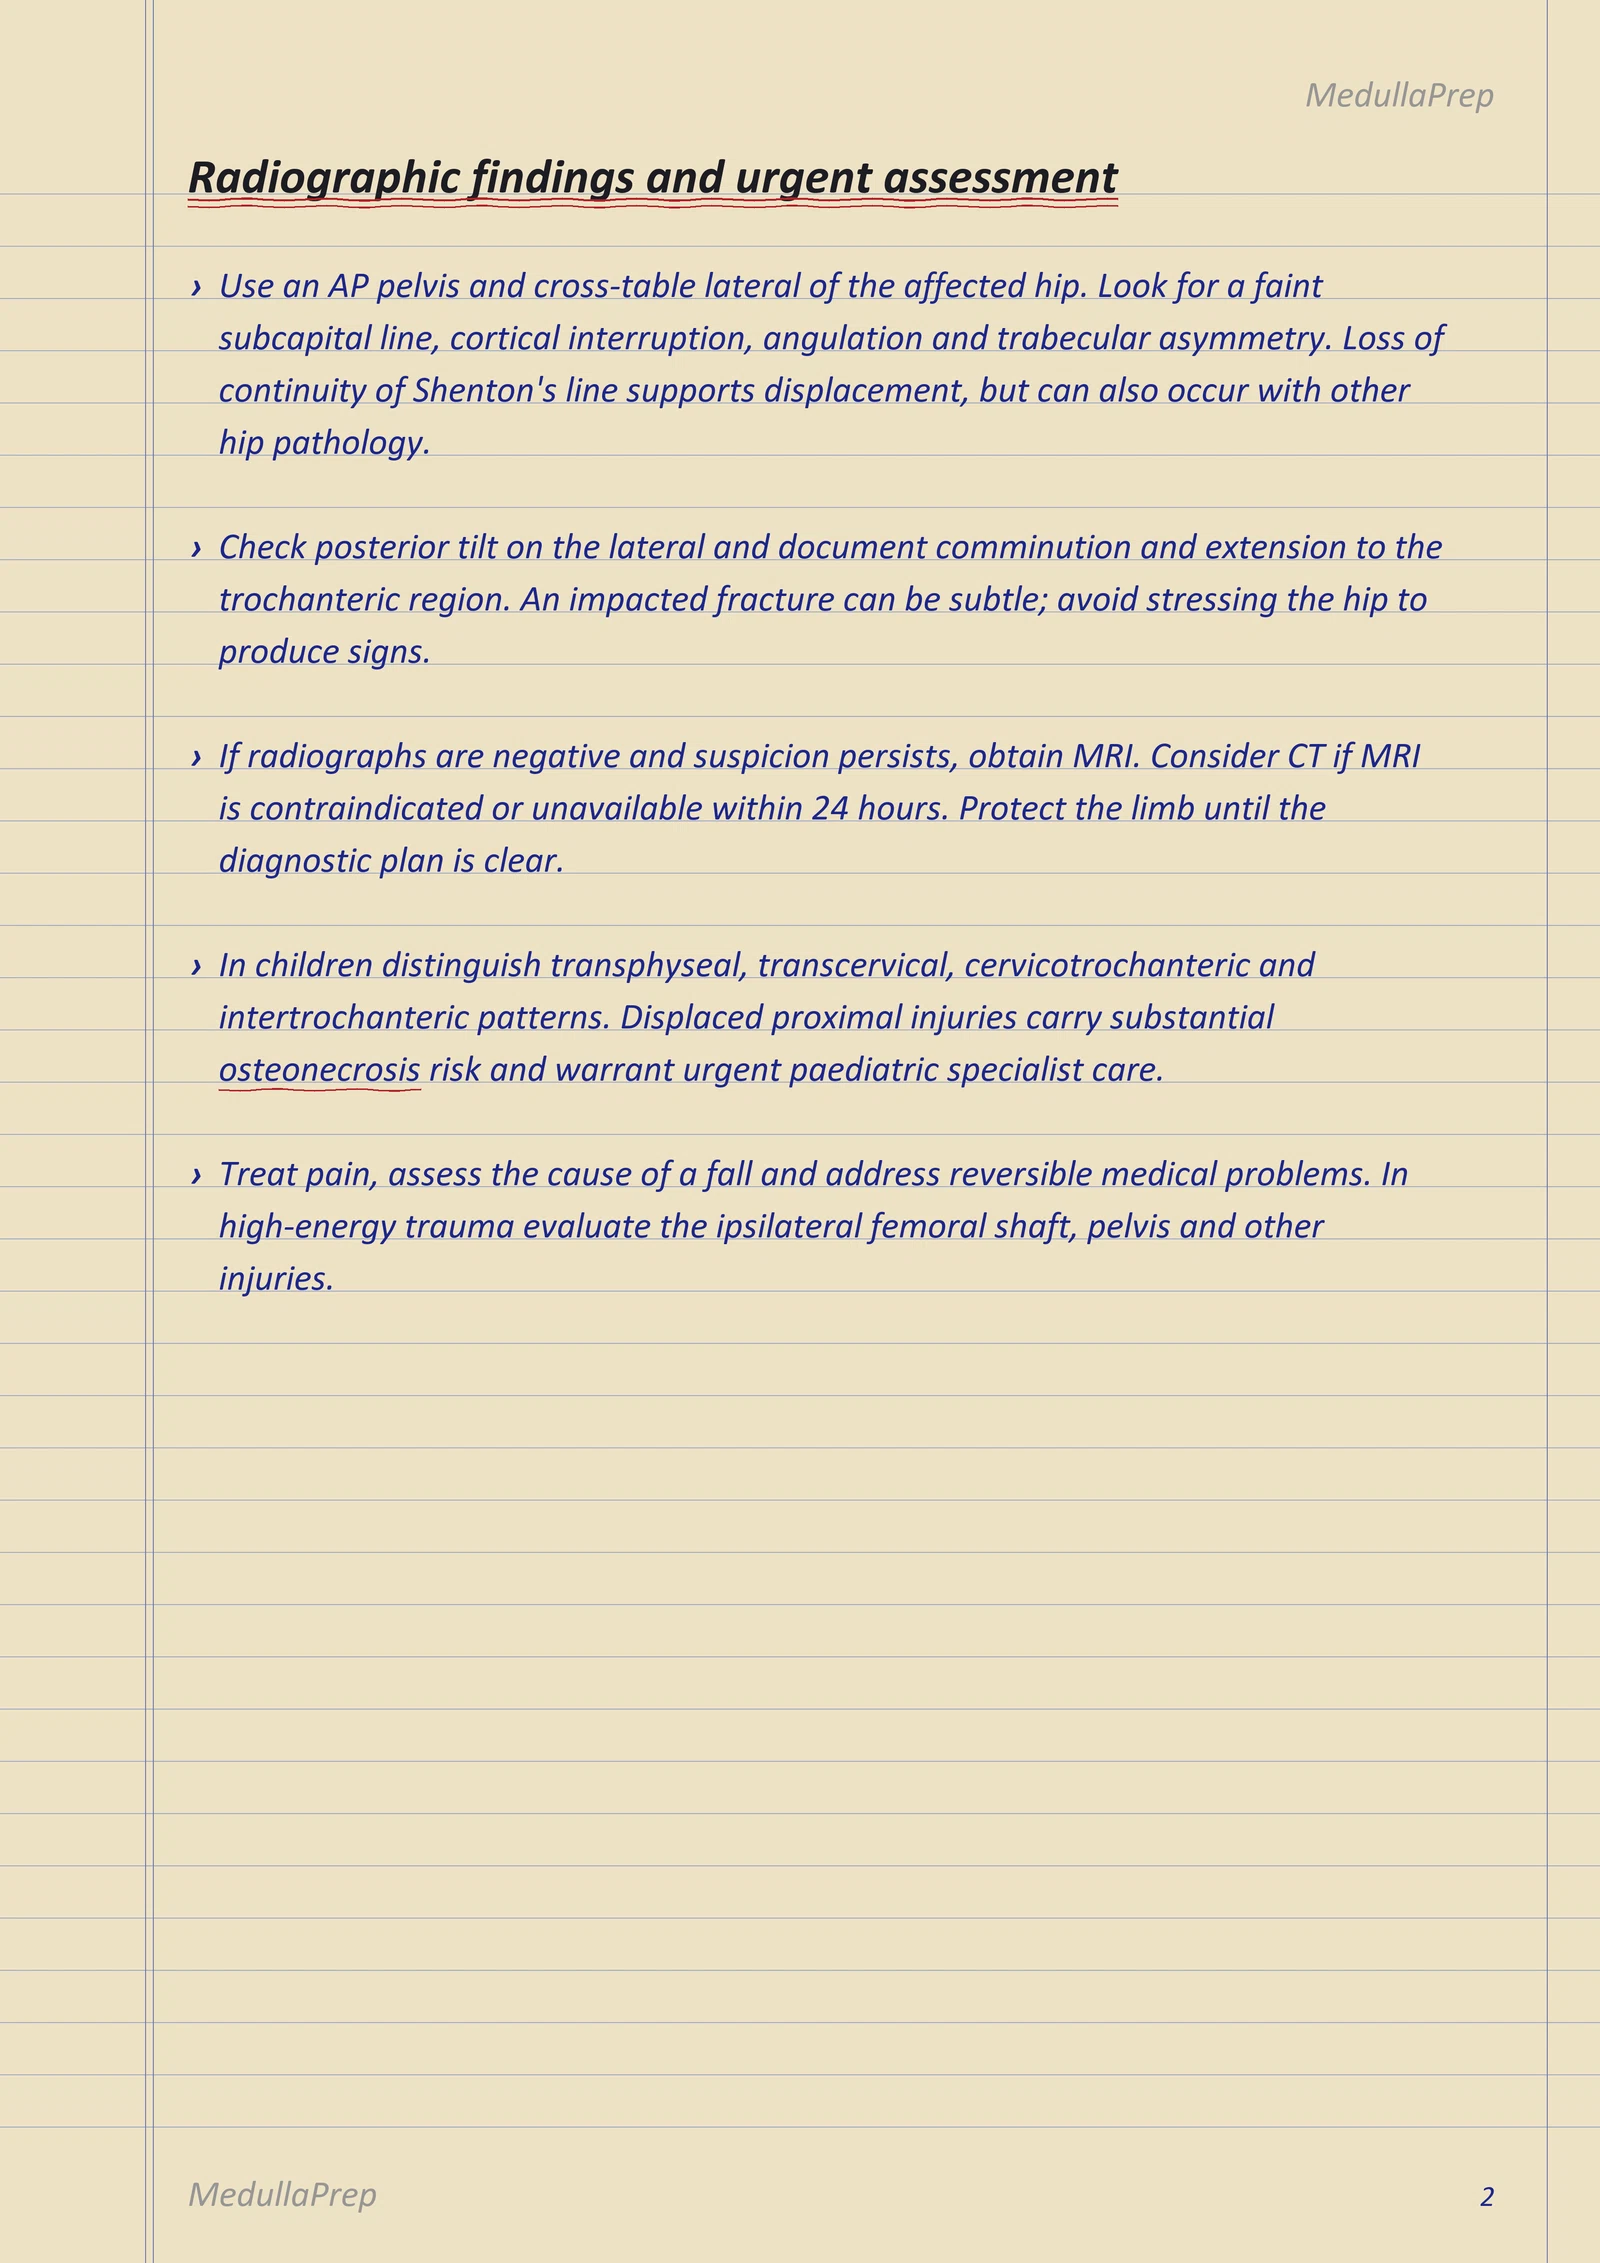 MedullaPrep
Radiographic findings and urgent assessment
› Use an AP pelvis and cross-table lateral of the affected hip. Look for a faint
subcapital line, cortical interruption, angulation and trabecular asymmetry. Loss of
continuity of Shenton's line supports displacement, but can also occur with other
hip pathology.
› Check posterior tilt on the lateral and document comminution and extension to the
trochanteric region. An impacted fracture can be subtle; avoid stressing the hip to
produce signs.
› If radiographs are negative and suspicion persists, obtain MRI. Consider CT if MRI
is contraindicated or unavailable within 24 hours. Protect the limb until the
diagnostic plan is clear.
› In children distinguish transphyseal, transcervical, cervicotrochanteric and
intertrochanteric patterns. Displaced proximal injuries carry substantial
osteonecrosis risk and warrant urgent paediatric specialist care.
› Treat pain, assess the cause of a fall and address reversible medical problems. In
high-energy trauma evaluate the ipsilateral femoral shaft, pelvis and other
injuries.
MedullaPrep
2